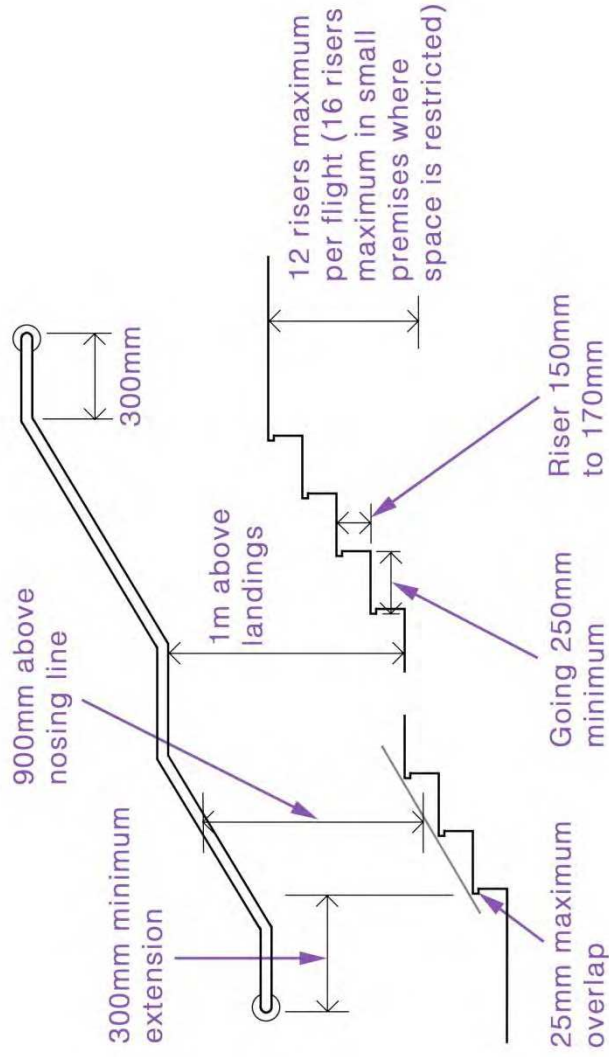 900mm above
nosing line
300mm minimum
extension
300mm
1m above
landings
12 risers maximum
per flight (16 risers
maximum in small
premises where
space is restricted)
25mm maximum
overlap
Going 250mm
minimum
Riser 150mm
to 170mm